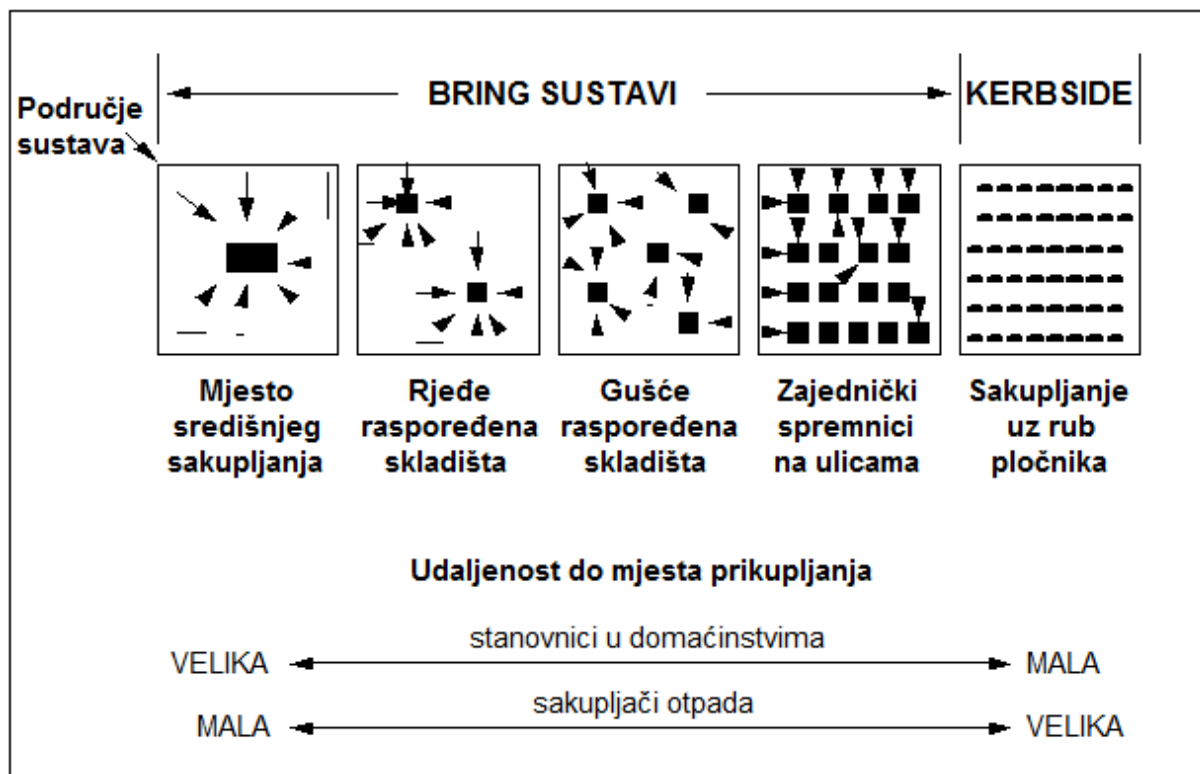 BRING SUSTAVI
KERBSIDE
Područje
sustava
Mjesto
središnjeg
sakupljanja
Rjeđe
raspoređena
skladišta
Gušće
raspoređena
skladišta
Zajednički
spremnici
na ulicama
Sakupljanje
uz rub
pločnika
Udaljenost do mjesta prikupljanja
stanovnici u domaćinstvima
VELIKA MALA
sakupljači otpada
MALA VELIKA